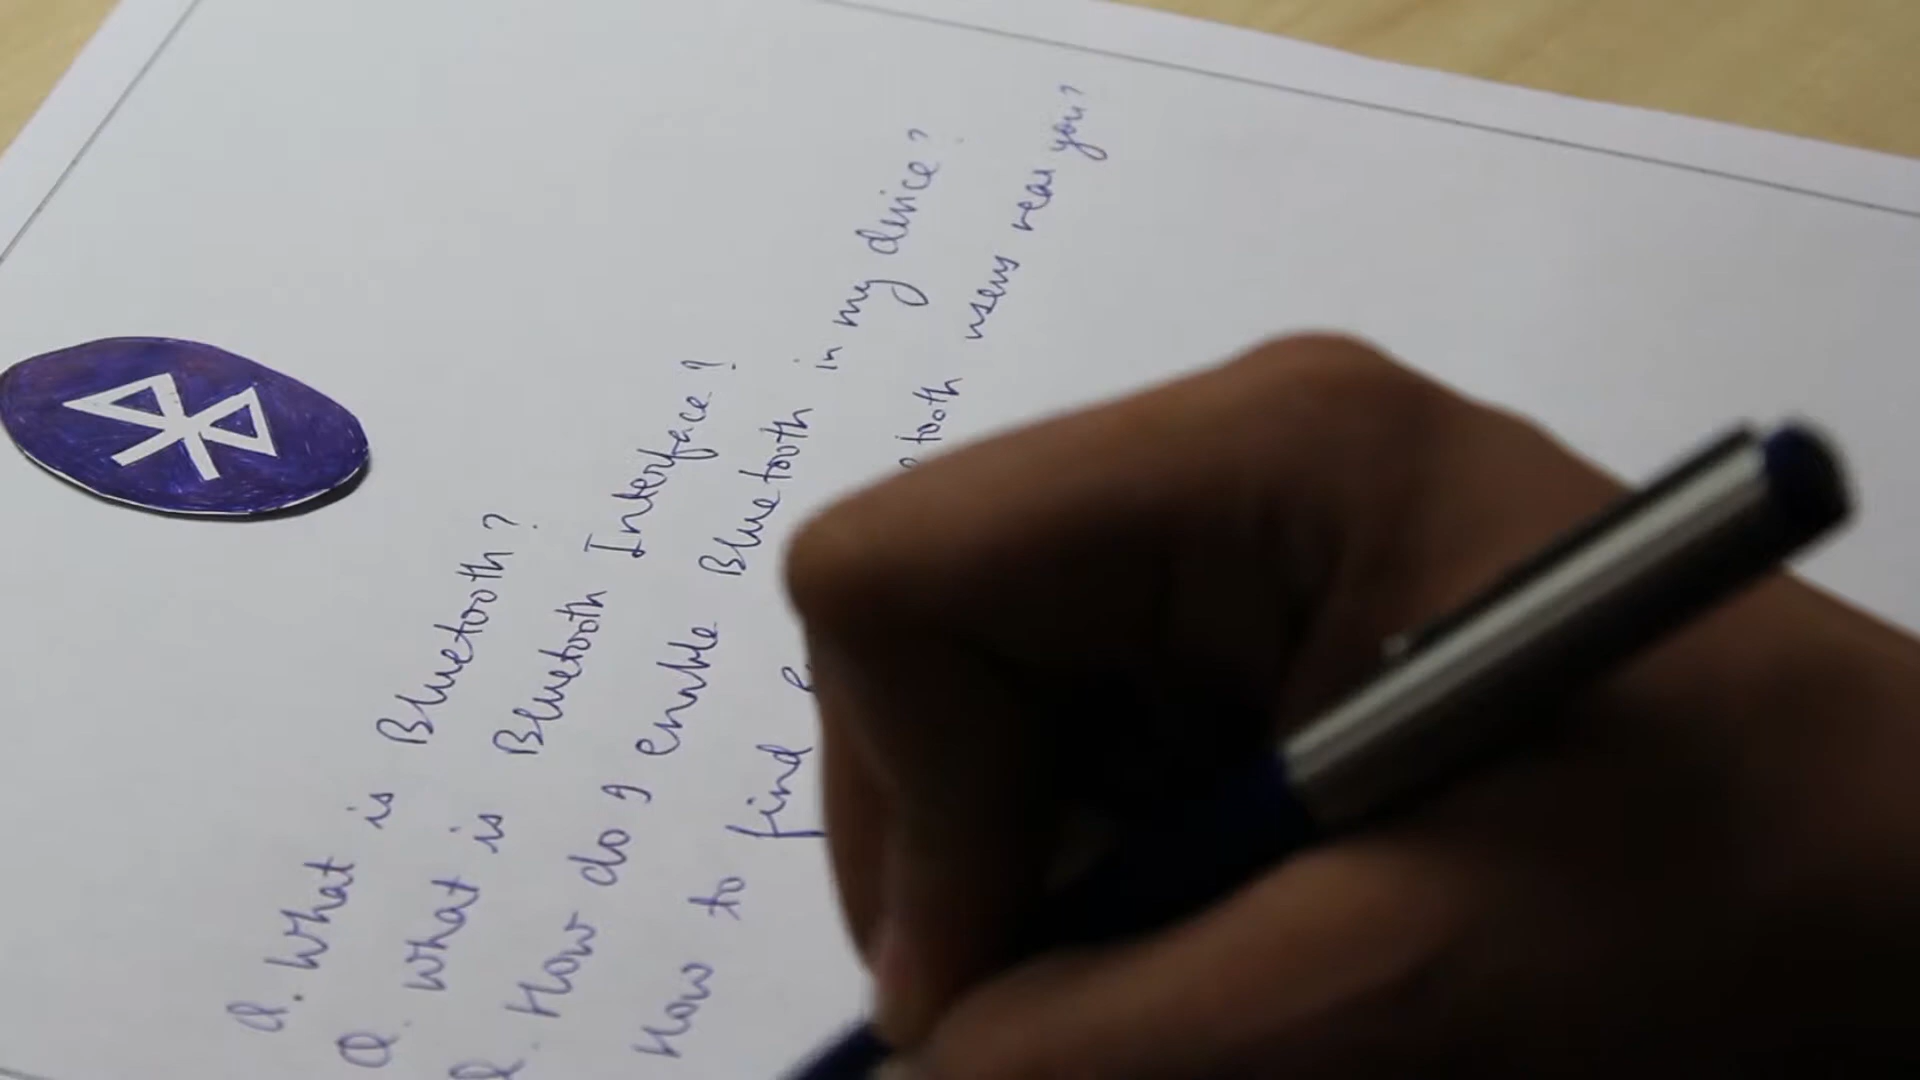 Q. What is Bluetooth?
Q. what is Bluetooth Interface?
Q. How do I enable Bluetooth in my device?
How to find users near you?